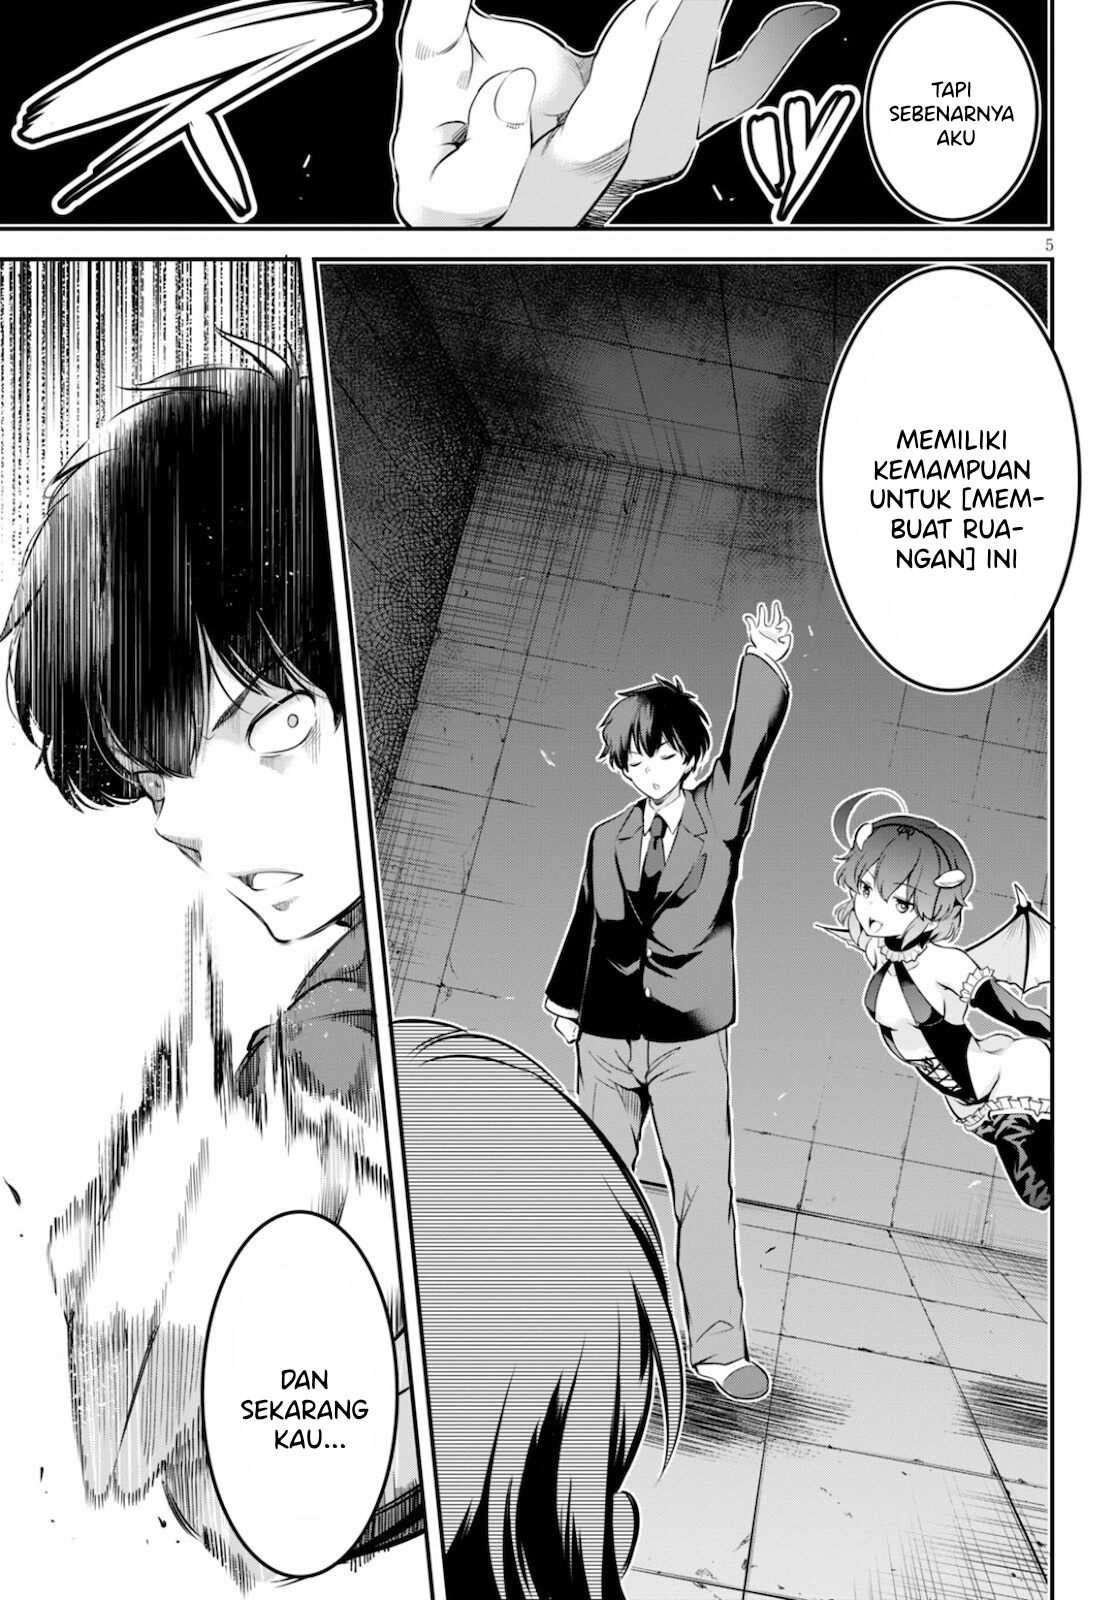 TAPI
SEBENARNYA
AKU
5
MEMILIKI
KEMAMPUAN
UNTUK [MEM-
BUAT RUA-
NGAN] INI
DAN
SEKARANG
KAU...